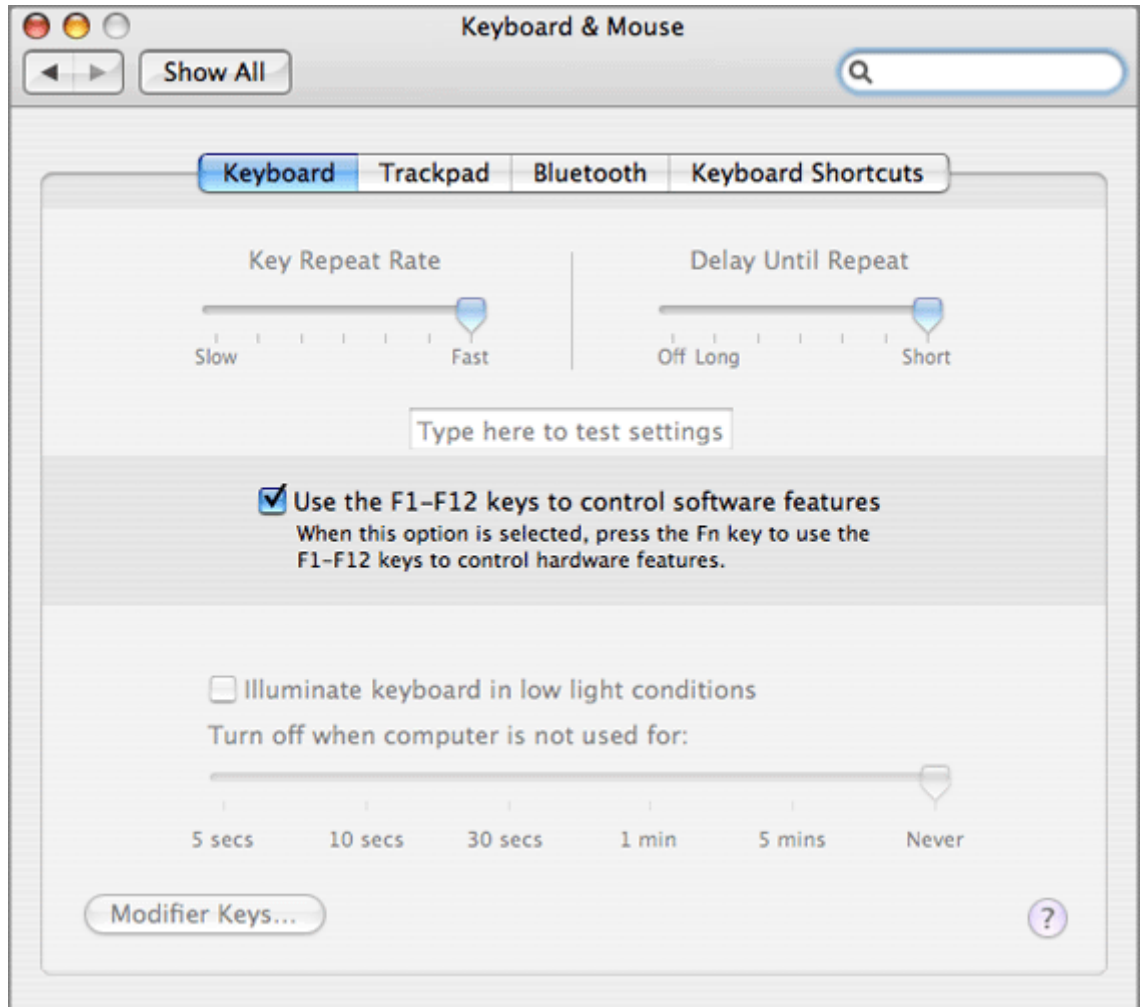 Keyboard & Mouse
Show All
Keyboard Trackpad Bluetooth Keyboard Shortcuts
Key Repeat Rate Delay Until Repeat
Slow Fast Off Long Short
Type here to test settings
Use the F1–F12 keys to control software features
When this option is selected, press the Fn key to use the
F1–F12 keys to control hardware features.
Illuminate keyboard in low light conditions
Turn off when computer is not used for:
5 secs 10 secs 30 secs 1 min 5 mins Never
Modifier Keys... ?